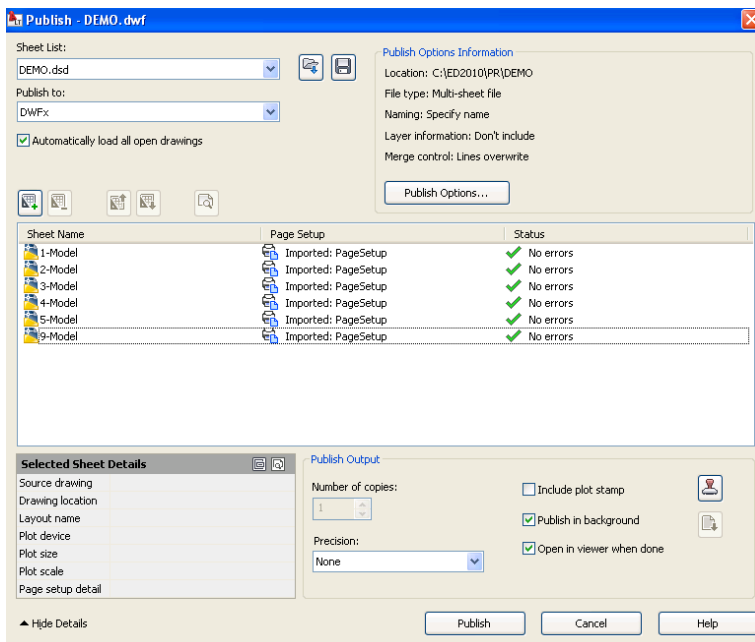 Publish - DEMO.dwf
Sheet List:
DEMO.dsd
Publish to:
DWFx
Automatically load all open drawings
Publish Options Information
Location: C:\ED2010\PR\DEMO
File type: Multi-sheet file
Naming: Specify name
Layer information: Don't include
Merge control: Lines overwrite
Publish Options...
Sheet Name Page Setup Status
1-Model Imported: PageSetup No errors
2-Model Imported: PageSetup No errors
3-Model Imported: PageSetup No errors
4-Model Imported: PageSetup No errors
5-Model Imported: PageSetup No errors
9-Model Imported: PageSetup No errors
Selected Sheet Details
Source drawing
Drawing location
Layout name
Plot device
Plot size
Plot scale
Page setup detail
Publish Output
Number of copies:
1
Precision:
None
Include plot stamp
Publish in background
Open in viewer when done
Hide Details
Publish
Cancel
Help